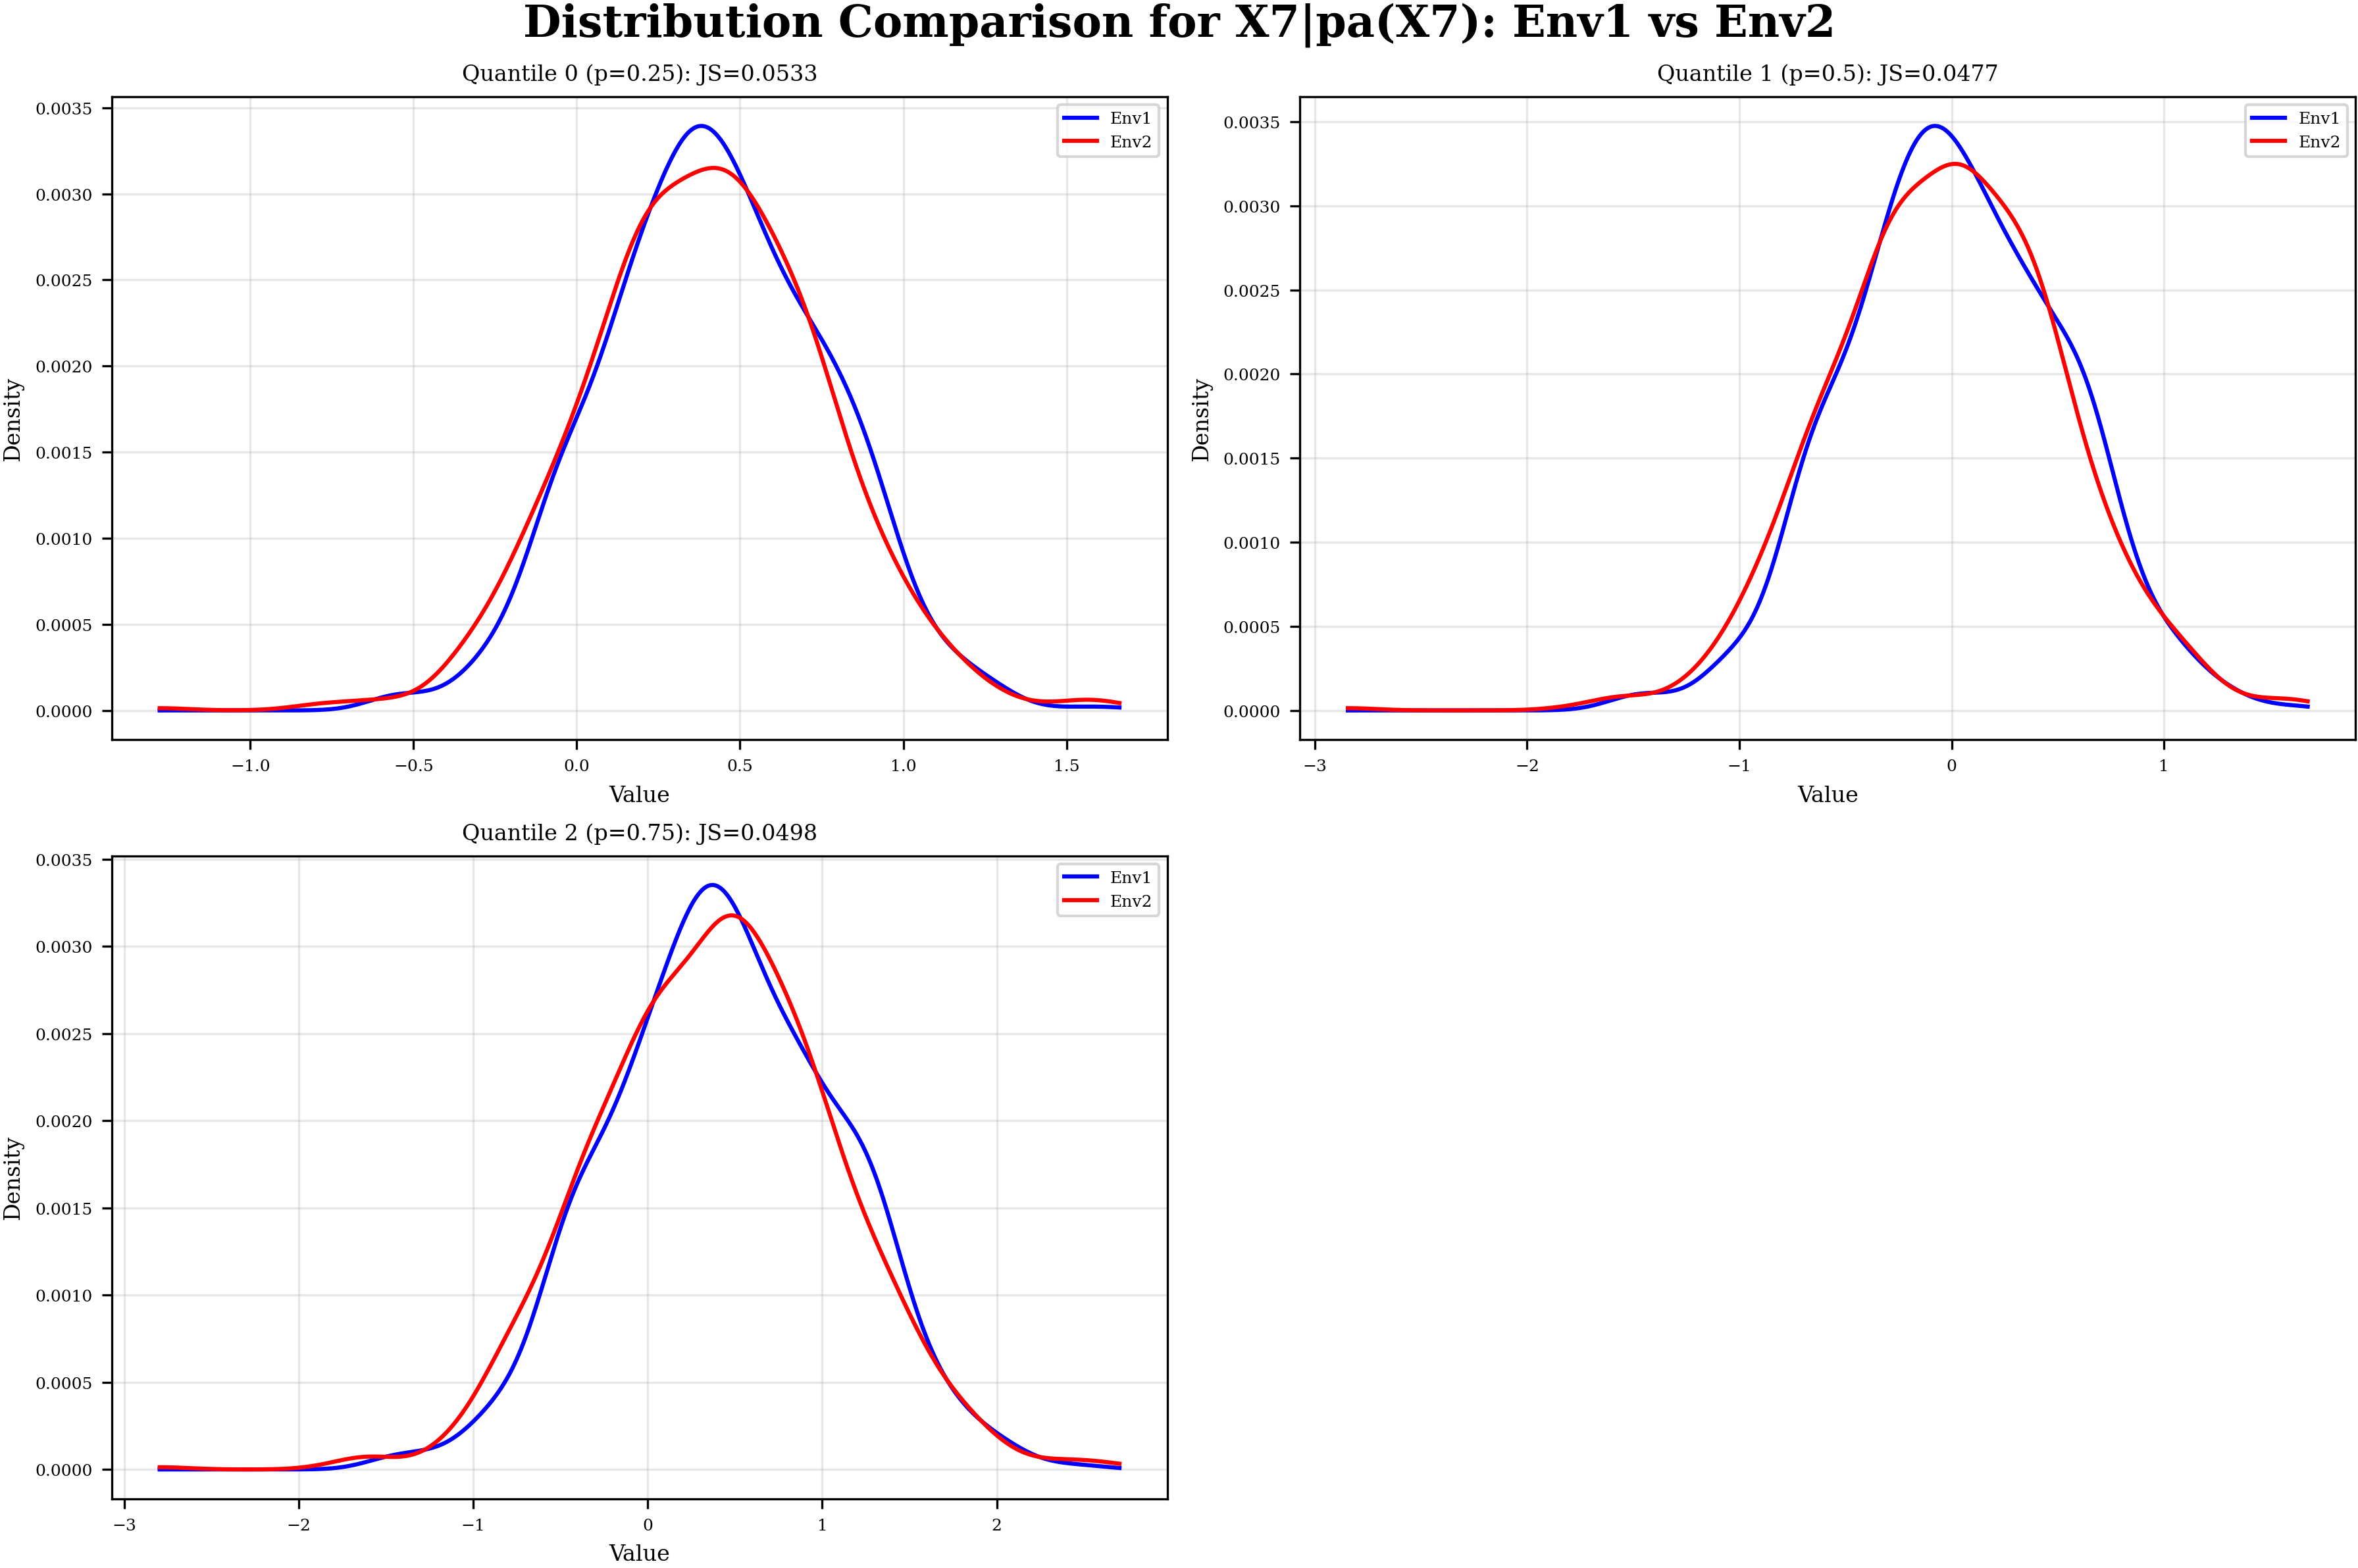 Distribution Comparison for X7|pa(X7): Env1 vs Env2
Quantile 0 (p=0.25): JS=0.0533
Density
0.0035
0.0030
0.0025
0.0020
0.0015
0.0010
0.0005
0.0000
Env1
Env2
−1.0 −0.5 0.0 0.5 1.0 1.5
Value
Quantile 1 (p=0.5): JS=0.0477
Density
0.0035
0.0030
0.0025
0.0020
0.0015
0.0010
0.0005
0.0000
Env1
Env2
−3 −2 −1 0 1
Value
Quantile 2 (p=0.75): JS=0.0498
Density
0.0035
0.0030
0.0025
0.0020
0.0015
0.0010
0.0005
0.0000
Env1
Env2
−3 −2 −1 0 1 2
Value